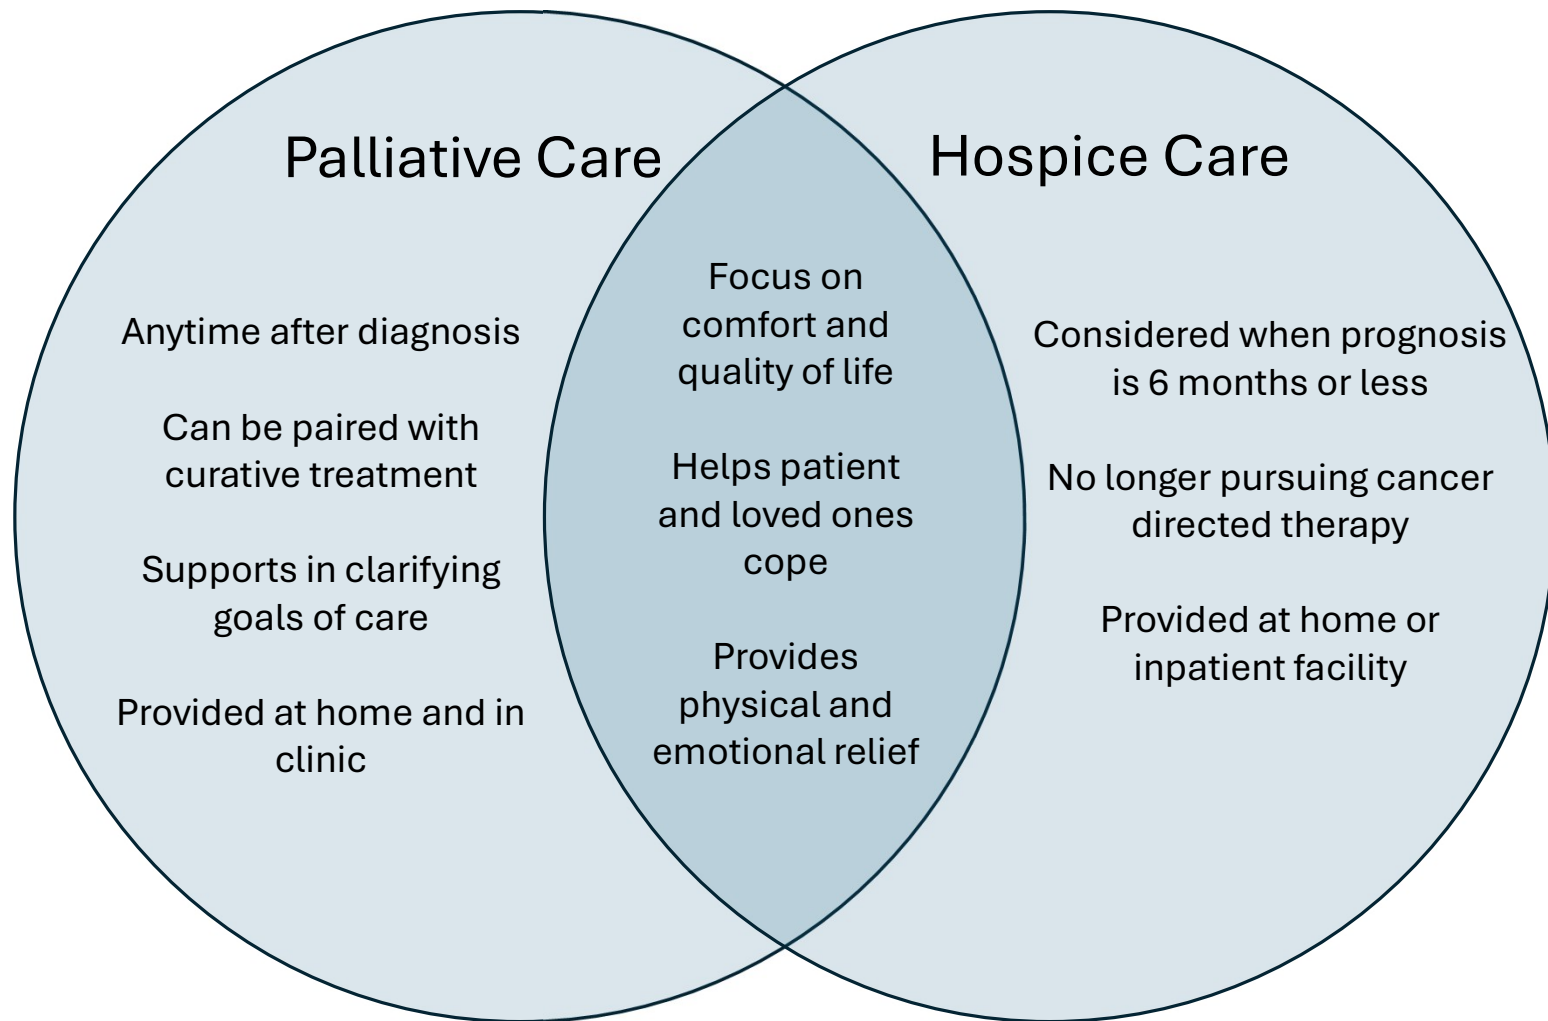 Palliative Care
Anytime after diagnosis
Can be paired with
curative treatment
Supports in clarifying
goals of care
Provided at home and in
clinic
Focus on
comfort and
quality of life
Helps patient
and loved ones
cope
Provides
physical and
emotional relief
Hospice Care
Considered when prognosis
is 6 months or less
No longer pursuing cancer
directed therapy
Provided at home or
inpatient facility